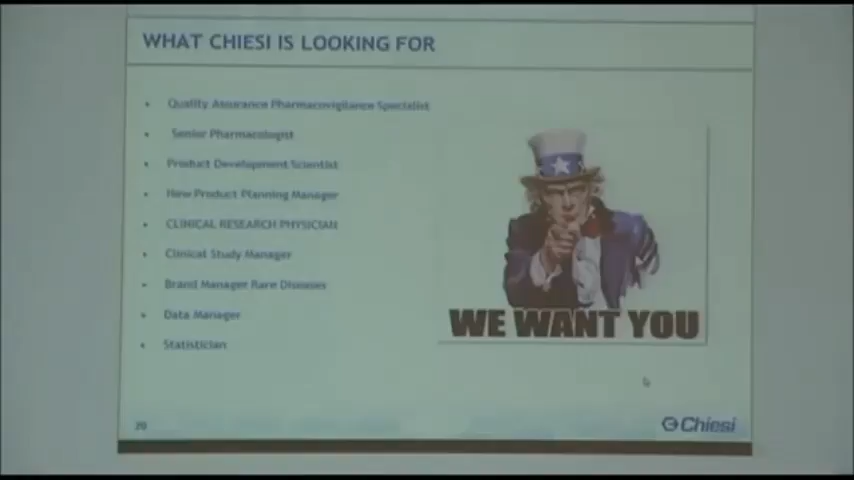 WHAT CHIESI IS LOOKING FOR
• Quality Assurance Pharmacovigilance Specialist
• Senior Pharmacologist
• Product Development Scientist
• New Product Planning Manager
• CLINICAL RESEARCH PHYSICIAN
• Clinical Study Manager
• Brand Manager Rare Diseases
• Data Manager
• Statistician
WE WANT YOU
20
Chiesi